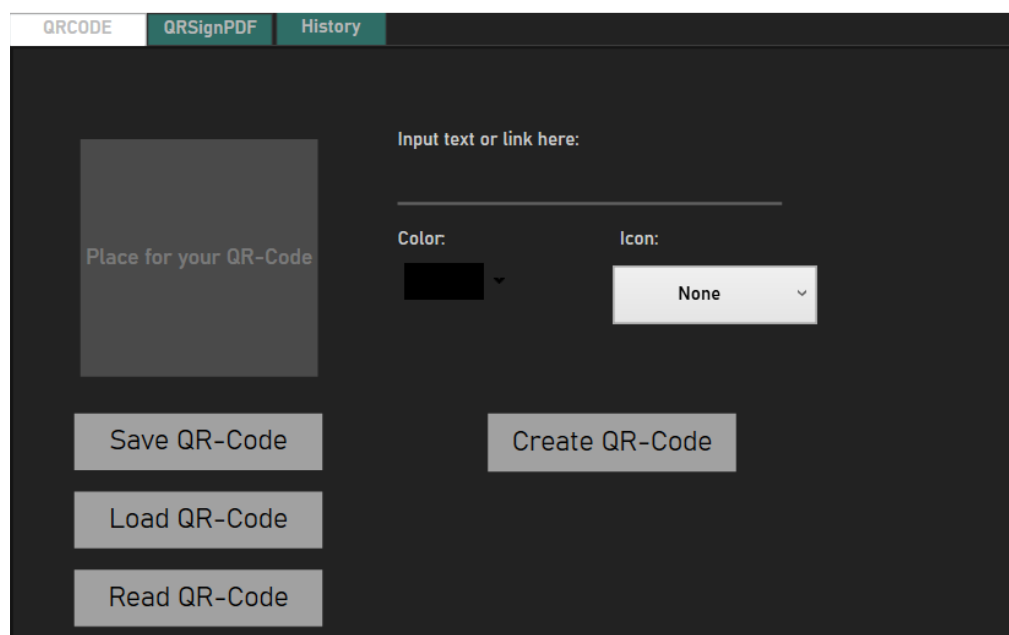 QRCODE
QRSignPDF
History
Input text or link here:
Place for your QR-Code
Color:
Icon:
None
Save QR-Code
Create QR-Code
Load QR-Code
Read QR-Code